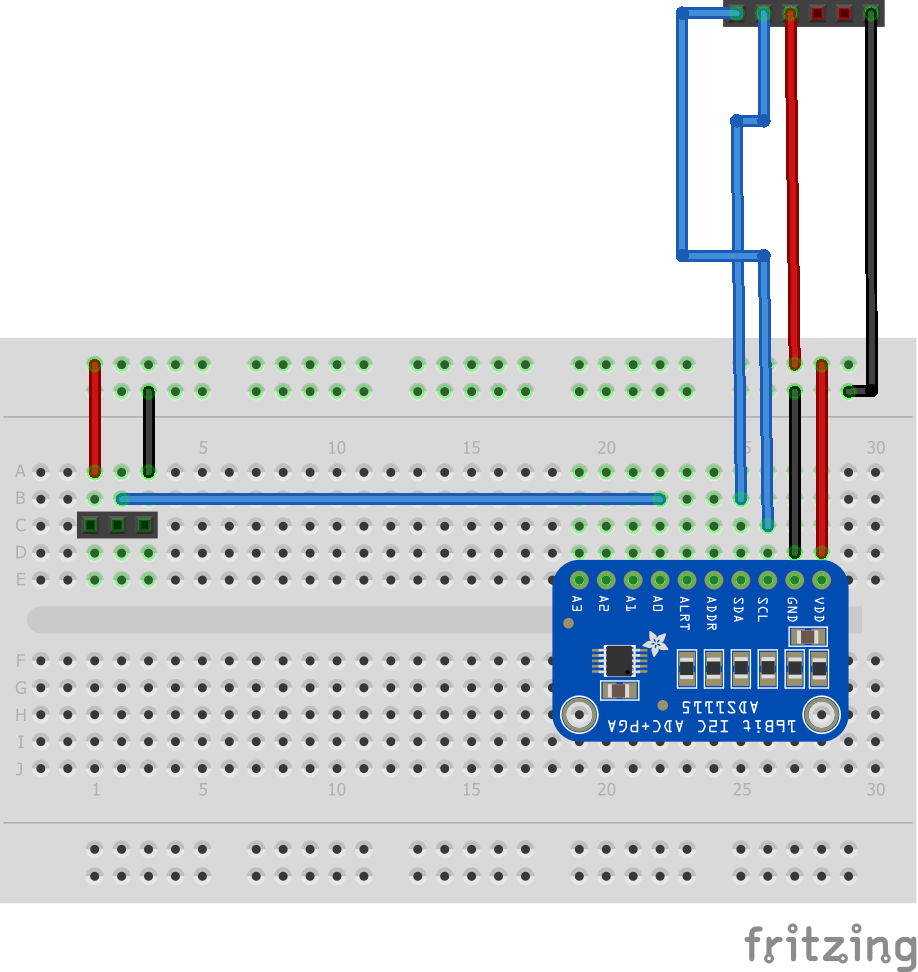 5 10 15 20 25 30
A
B
C
D
E
A3 A2 A1 A0 ALRT ADDR SDA SCL GND VDD
F
G
ADS1115
H
16Bit I2C ADC+PGA
I
J
1 5 10 15 20 25 30
fritzing